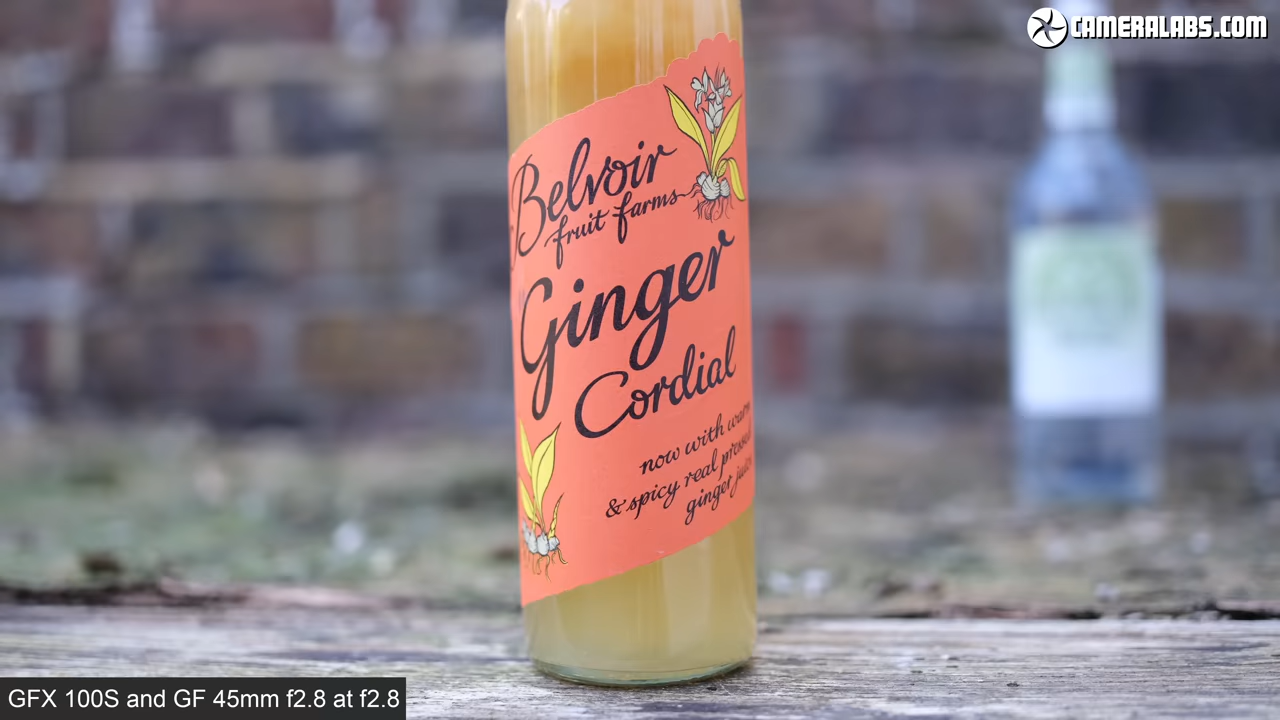 CAMERALABS.COM
Belvoir
fruit farms
Ginger
Cordial
now with warm
& spicy real pressed
ginger juice
GFX 100S and GF 45mm f2.8 at f2.8